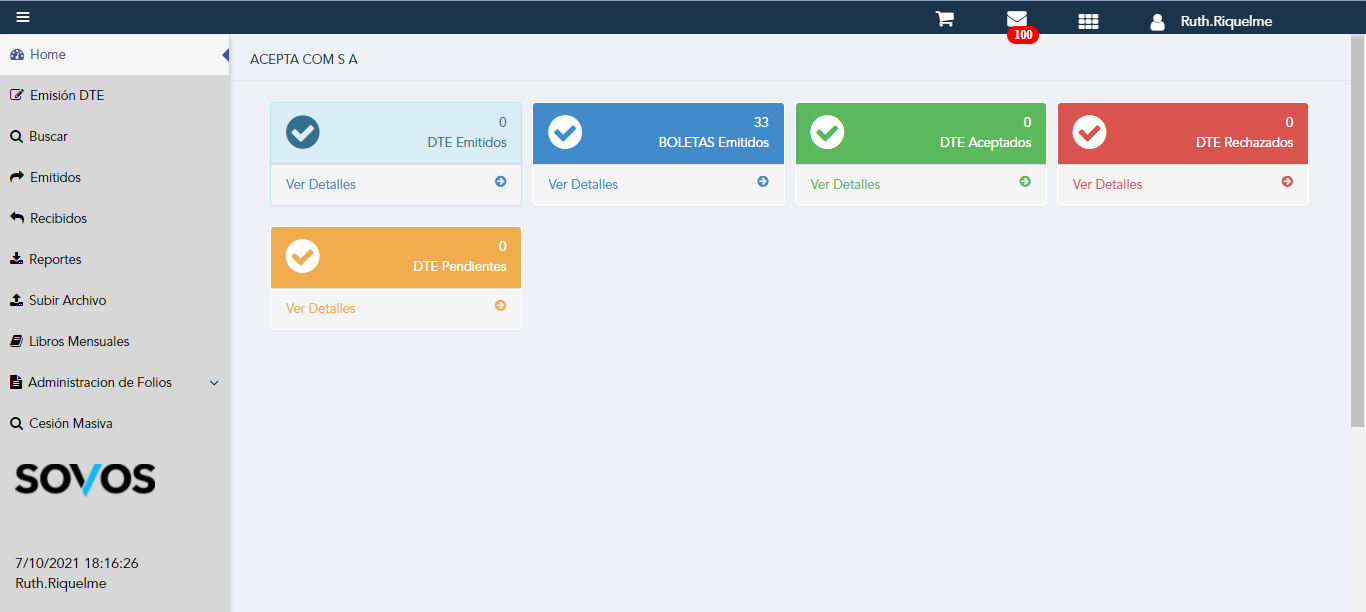 Ruth.Riquelme
100
Home
Emisión DTE
Buscar
Emitidos
Recibidos
Reportes
Subir Archivo
Libros Mensuales
Administracion de Folios
Cesión Masiva
SOVOS
7/10/2021 18:16:26
Ruth.Riquelme
ACEPTA COM S A
0
DTE Emitidos
Ver Detalles
33
BOLETAS Emitidos
Ver Detalles
0
DTE Aceptados
Ver Detalles
0
DTE Rechazados
Ver Detalles
0
DTE Pendientes
Ver Detalles